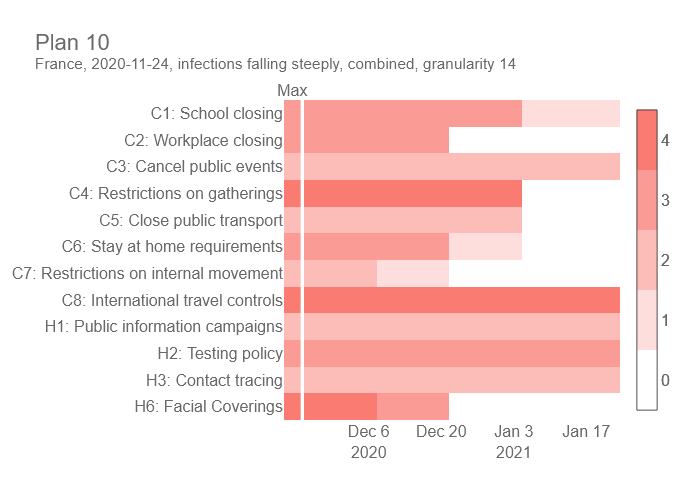 Plan 10
France, 2020-11-24, infections falling steeply, combined, granularity 14
Max
C1: School closing
C2: Workplace closing
C3: Cancel public events
C4: Restrictions on gatherings
C5: Close public transport
C6: Stay at home requirements
C7: Restrictions on internal movement
C8: International travel controls
H1: Public information campaigns
H2: Testing policy
H3: Contact tracing
H6: Facial Coverings
Dec 6 Dec 20 Jan 3 Jan 17
2020 2021
4
3
2
1
0